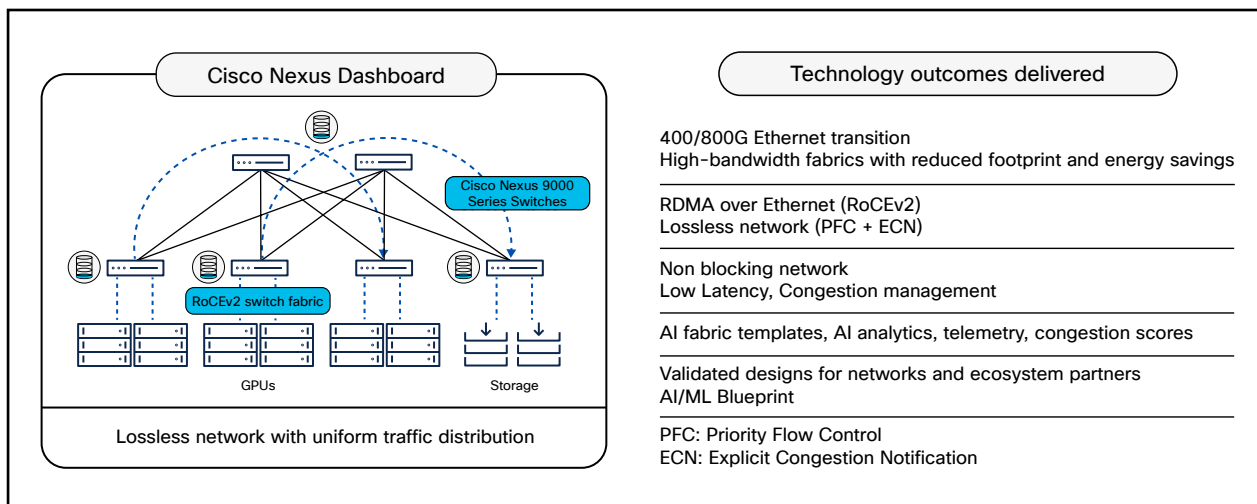 Cisco Nexus Dashboard
Cisco Nexus 9000
Series Switches
RoCEv2 switch fabric
GPUs
Storage
Lossless network with uniform traffic distribution
Technology outcomes delivered
400/800G Ethernet transition
High-bandwidth fabrics with reduced footprint and energy savings
RDMA over Ethernet (RoCEv2)
Lossless network (PFC + ECN)
Non blocking network
Low Latency, Congestion management
AI fabric templates, AI analytics, telemetry, congestion scores
Validated designs for networks and ecosystem partners
AI/ML Blueprint
PFC: Priority Flow Control
ECN: Explicit Congestion Notification